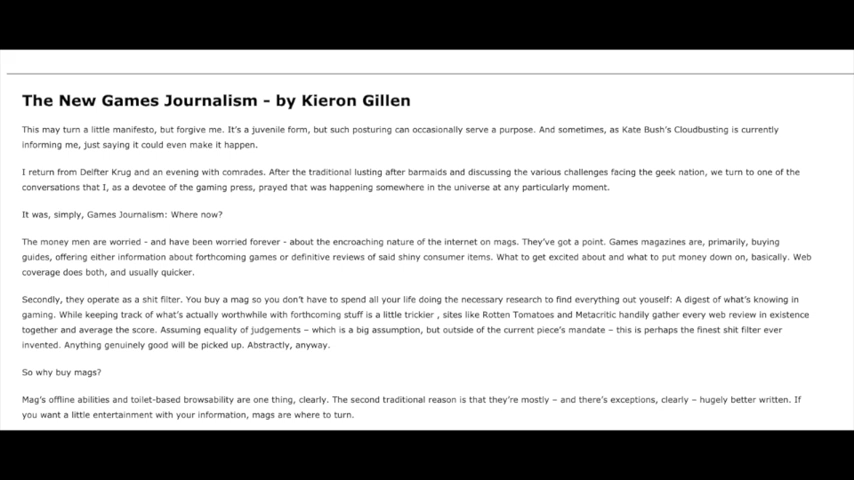 The New Games Journalism - by Kieron Gillen
This may turn a little manifesto, but forgive me. It's a juvenile form, but such posturing can occasionally serve a purpose. And sometimes, as Kate Bush's Cloudbusting is currently
informing me, just saying it could even make it happen.
I return from Delfter Krug and an evening with comrades. After the traditional lusting after barmaids and discussing the various challenges facing the geek nation, we turn to one of the
conversations that I, as a devotee of the gaming press, prayed that was happening somewhere in the universe at any particularly moment.
It was, simply, Games Journalism: Where now?
The money men are worried - and have been worried forever - about the encroaching nature of the internet on mags. They've got a point. Games magazines are, primarily, buying
guides, offering either information about forthcoming games or definitive reviews of said shiny consumer items. What to get excited about and what to put money down on, basically. Web
coverage does both, and usually quicker.
Secondly, they operate as a shit filter. You buy a mag so you don't have to spend all your life doing the necessary research to find everything out youself: A digest of what's knowing in
gaming. While keeping track of what's actually worthwhile with forthcoming stuff is a little trickier , sites like Rotten Tomatoes and Metacritic handily gather every web review in existence
together and average the score. Assuming equality of judgements – which is a big assumption, but outside of the current piece's mandate – this is perhaps the finest shit filter ever
invented. Anything genuinely good will be picked up. Abstractly, anyway.
So why buy mags?
Mag's offline abilities and toilet-based browsability are one thing, clearly. The second traditional reason is that they're mostly – and there's exceptions, clearly – hugely better written. If
you want a little entertainment with your information, mags are where to turn.